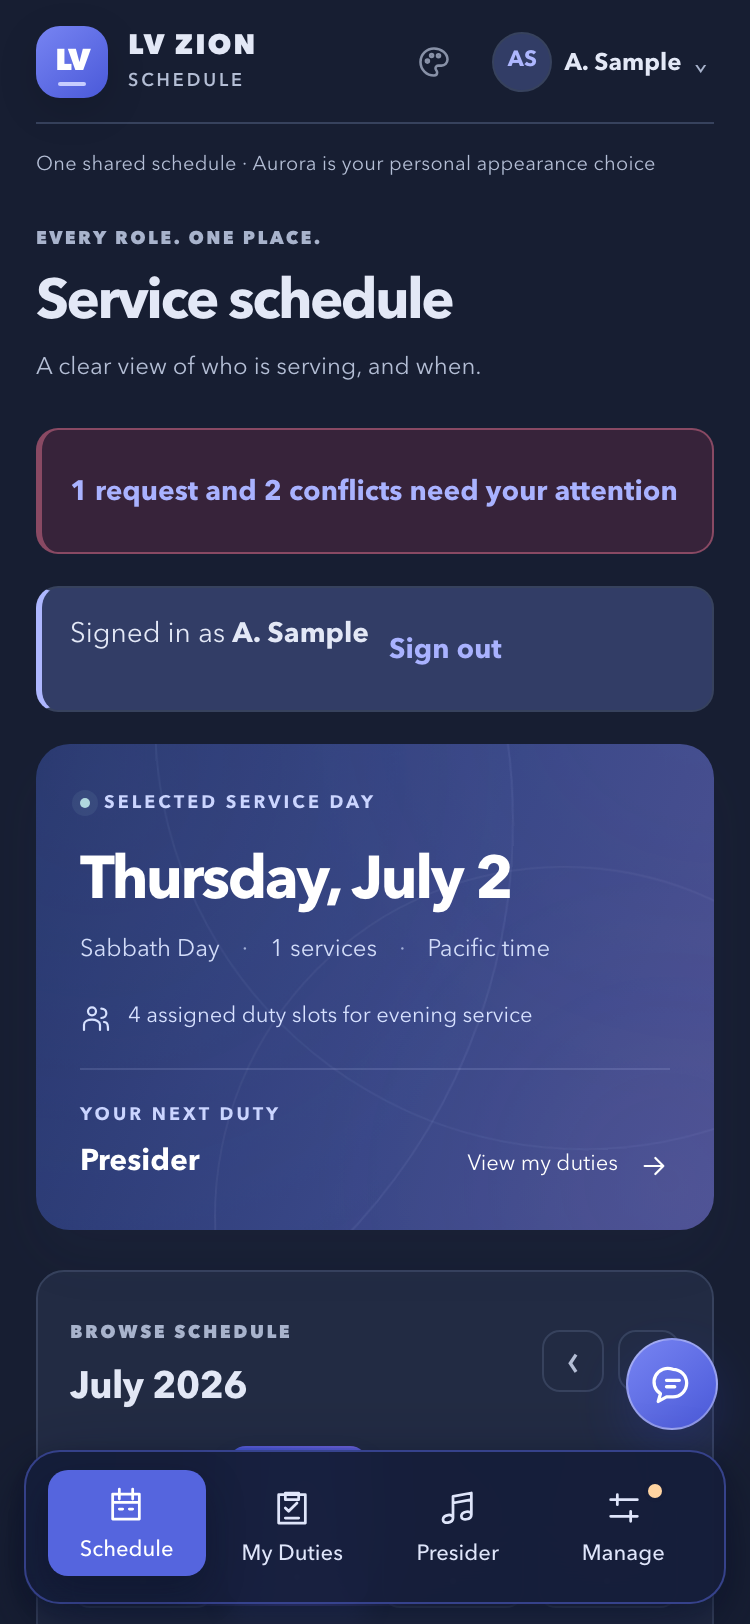 LV
LV ZION
SCHEDULE
AS
A. Sample
One shared schedule · Aurora is your personal appearance choice
EVERY ROLE. ONE PLACE.
Service schedule
A clear view of who is serving, and when.
1 request and 2 conflicts need your attention
Signed in as A. Sample
Sign out
SELECTED SERVICE DAY
Thursday, July 2
Sabbath Day · 1 services · Pacific time
4 assigned duty slots for evening service
YOUR NEXT DUTY
Presider
View my duties →
BROWSE SCHEDULE
July 2026
‹
Schedule
My Duties
Presider
Manage